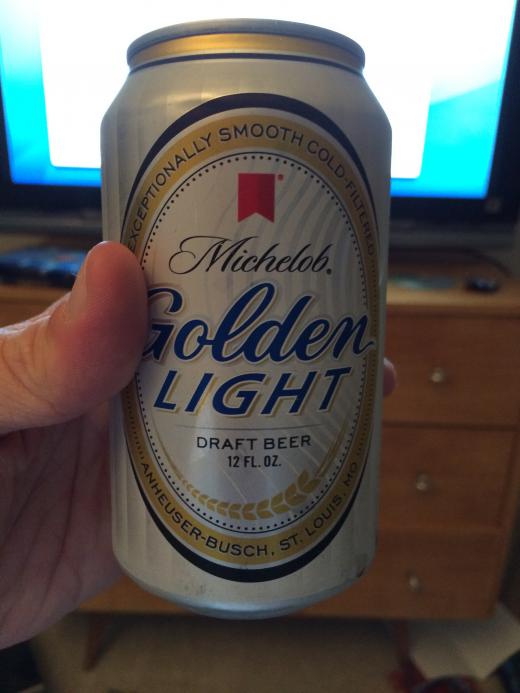 EXCEPTIONALLY SMOOTH COLD-FILTERED
Michelob®
Golden
LIGHT
DRAFT BEER
12 FL. OZ.
ANHEUSER-BUSCH, ST. LOUIS, MO